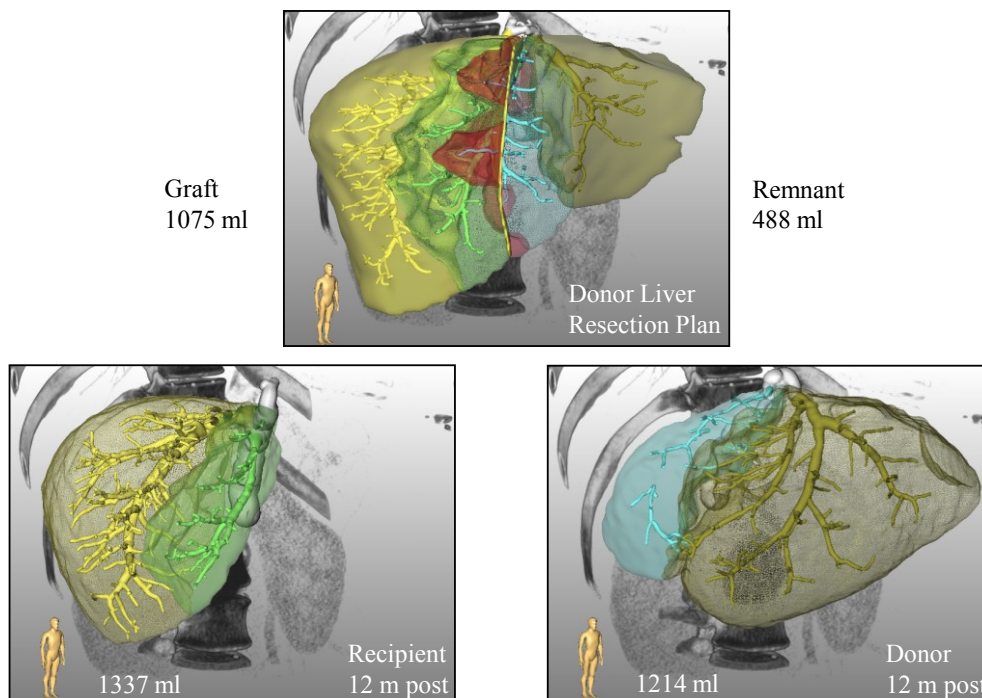 Graft
1075 ml
Remnant
488 ml
Donor Liver
Resection Plan
1337 ml
Recipient
12 m post
1214 ml
Donor
12 m post